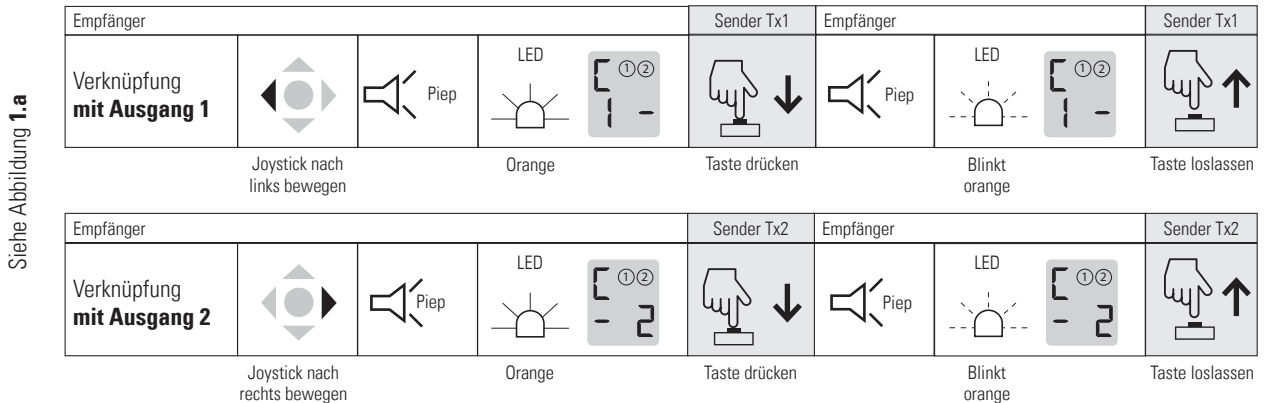 Siehe Abbildung 1.a
Empfänger Sender Tx1 Empfänger Sender Tx1
Verknüpfung
mit Ausgang 1
Piep
LED
C ①②
1 -
Piep
LED
C ①②
1 -
Joystick nach
links bewegen
Orange
Taste drücken
Blinkt
orange
Taste loslassen
Empfänger Sender Tx2 Empfänger Sender Tx2
Verknüpfung
mit Ausgang 2
Piep
LED
C ①②
- 2
Piep
LED
C ①②
- 2
Joystick nach
rechts bewegen
Orange
Taste drücken
Blinkt
orange
Taste loslassen